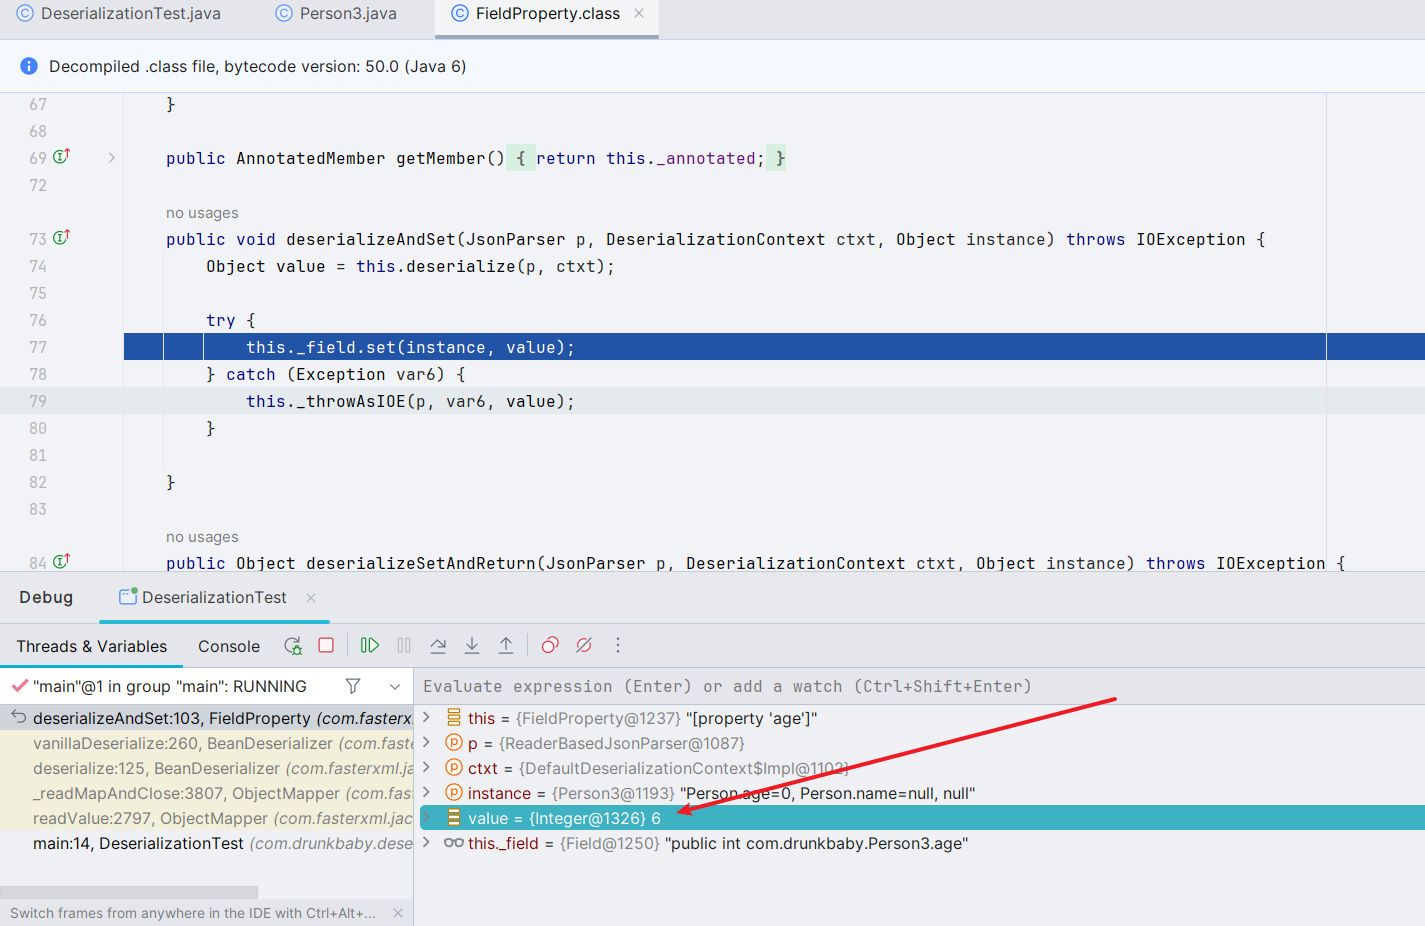 DeserializationTest.java
Person3.java
FieldProperty.class
Decompiled .class file, bytecode version: 50.0 (Java 6)
67 }
68
69 public AnnotatedMember getMember() { return this._annotated; }
72
no usages
73 public void deserializeAndSet(JsonParser p, DeserializationContext ctxt, Object instance) throws IOException {
74 Object value = this.deserialize(p, ctxt);
75
76 try {
77 this._field.set(instance, value);
78 } catch (Exception var6) {
79 this._throwAsIOE(p, var6, value);
80 }
81
82 }
83
no usages
84 public Object deserializeSetAndReturn(JsonParser p, DeserializationContext ctxt, Object instance) throws IOException {
Debug
DeserializationTest
Threads & Variables
Console
"main"@1 in group "main": RUNNING
Evaluate expression (Enter) or add a watch (Ctrl+Shift+Enter)
deserializeAndSet:103, FieldProperty (com.fasterx
vanillaDeserialize:260, BeanDeserializer (com.faste
deserialize:125, BeanDeserializer (com.fasterxml.ja
_readMapAndClose:3807, ObjectMapper (com.fas
readValue:2797, ObjectMapper (com.fasterxml.jac
main:14, DeserializationTest (com.drunkbaby.dese
this = {FieldProperty@1237} "[property 'age']"
p = {ReaderBasedJsonParser@1087}
ctxt = {DefaultDeserializationContext$Impl@1102}
instance = {Person3@1193} "Person.age=0, Person.name=null, null"
value = {Integer@1326} 6
this._field = {Field@1250} "public int com.drunkbaby.Person3.age"
Switch frames from anywhere in the IDE with Ctrl+Alt+...